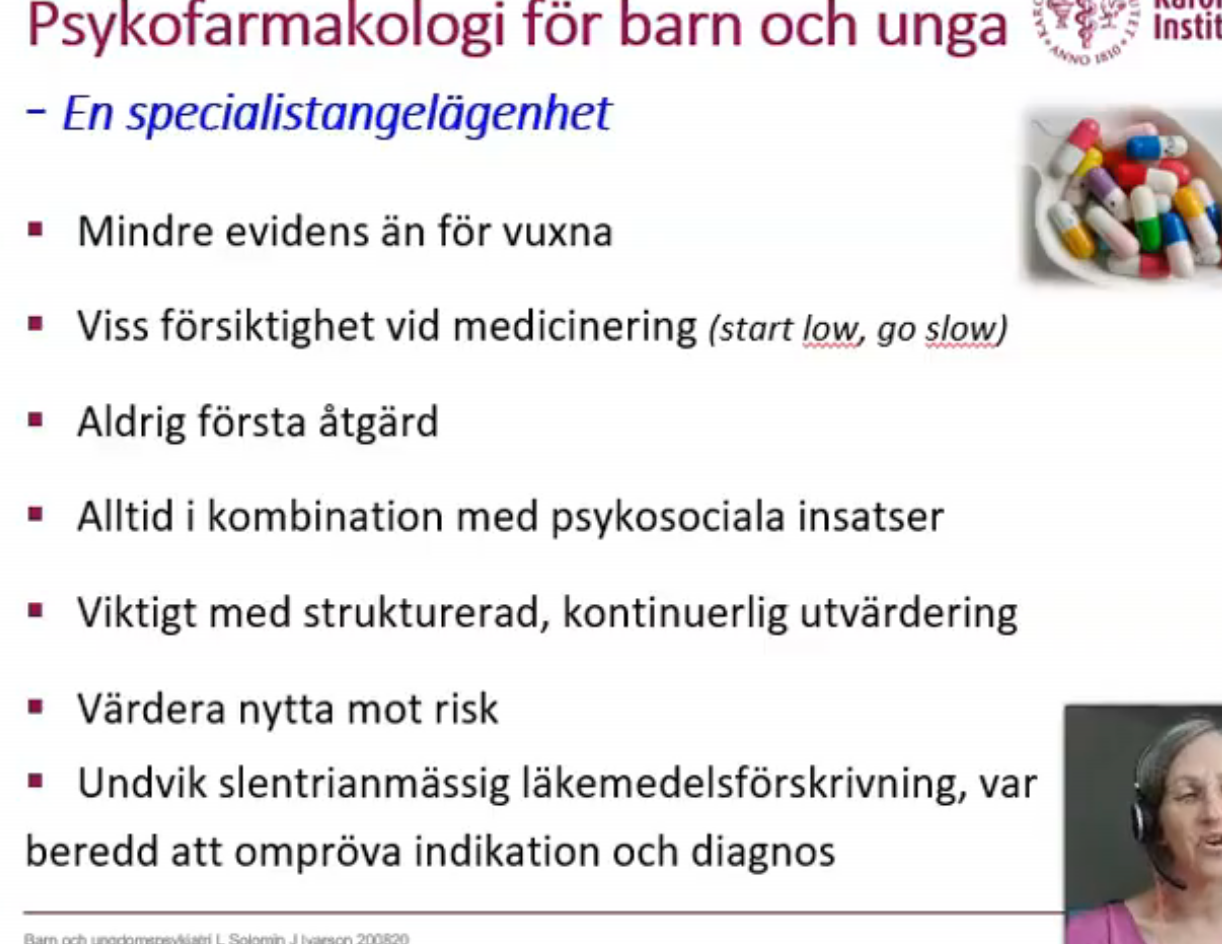 Psykofarmakologi för barn och unga
– En specialistangelägenhet
Mindre evidens än för vuxna
Viss försiktighet vid medicinering (start low, go slow)
Aldrig första åtgärd
Alltid i kombination med psykosociala insatser
Viktigt med strukturerad, kontinuerlig utvärdering
Värdera nytta mot risk
Undvik slentrianmässig läkemedelsförskrivning, var
beredd att ompröva indikation och diagnos
Instit
ANNO 1810
Barn och ungdomspsykiatri L Solomin J Ivarson 200820